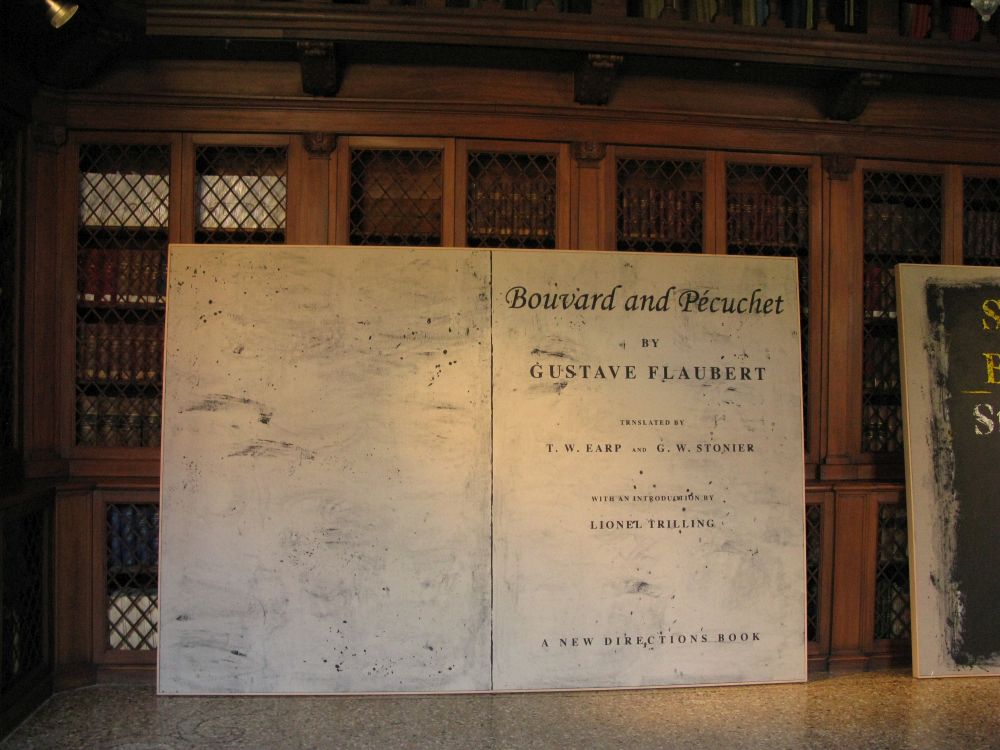 Bouvard and Pécuchet
BY
GUSTAVE FLAUBERT
TRNSLATED BY
T. W. EARP AND G. W. STONIER
WITH AN INTRODUCTION BY
LIONEL TRILLING
A NEW DIRECTIONS BOOK